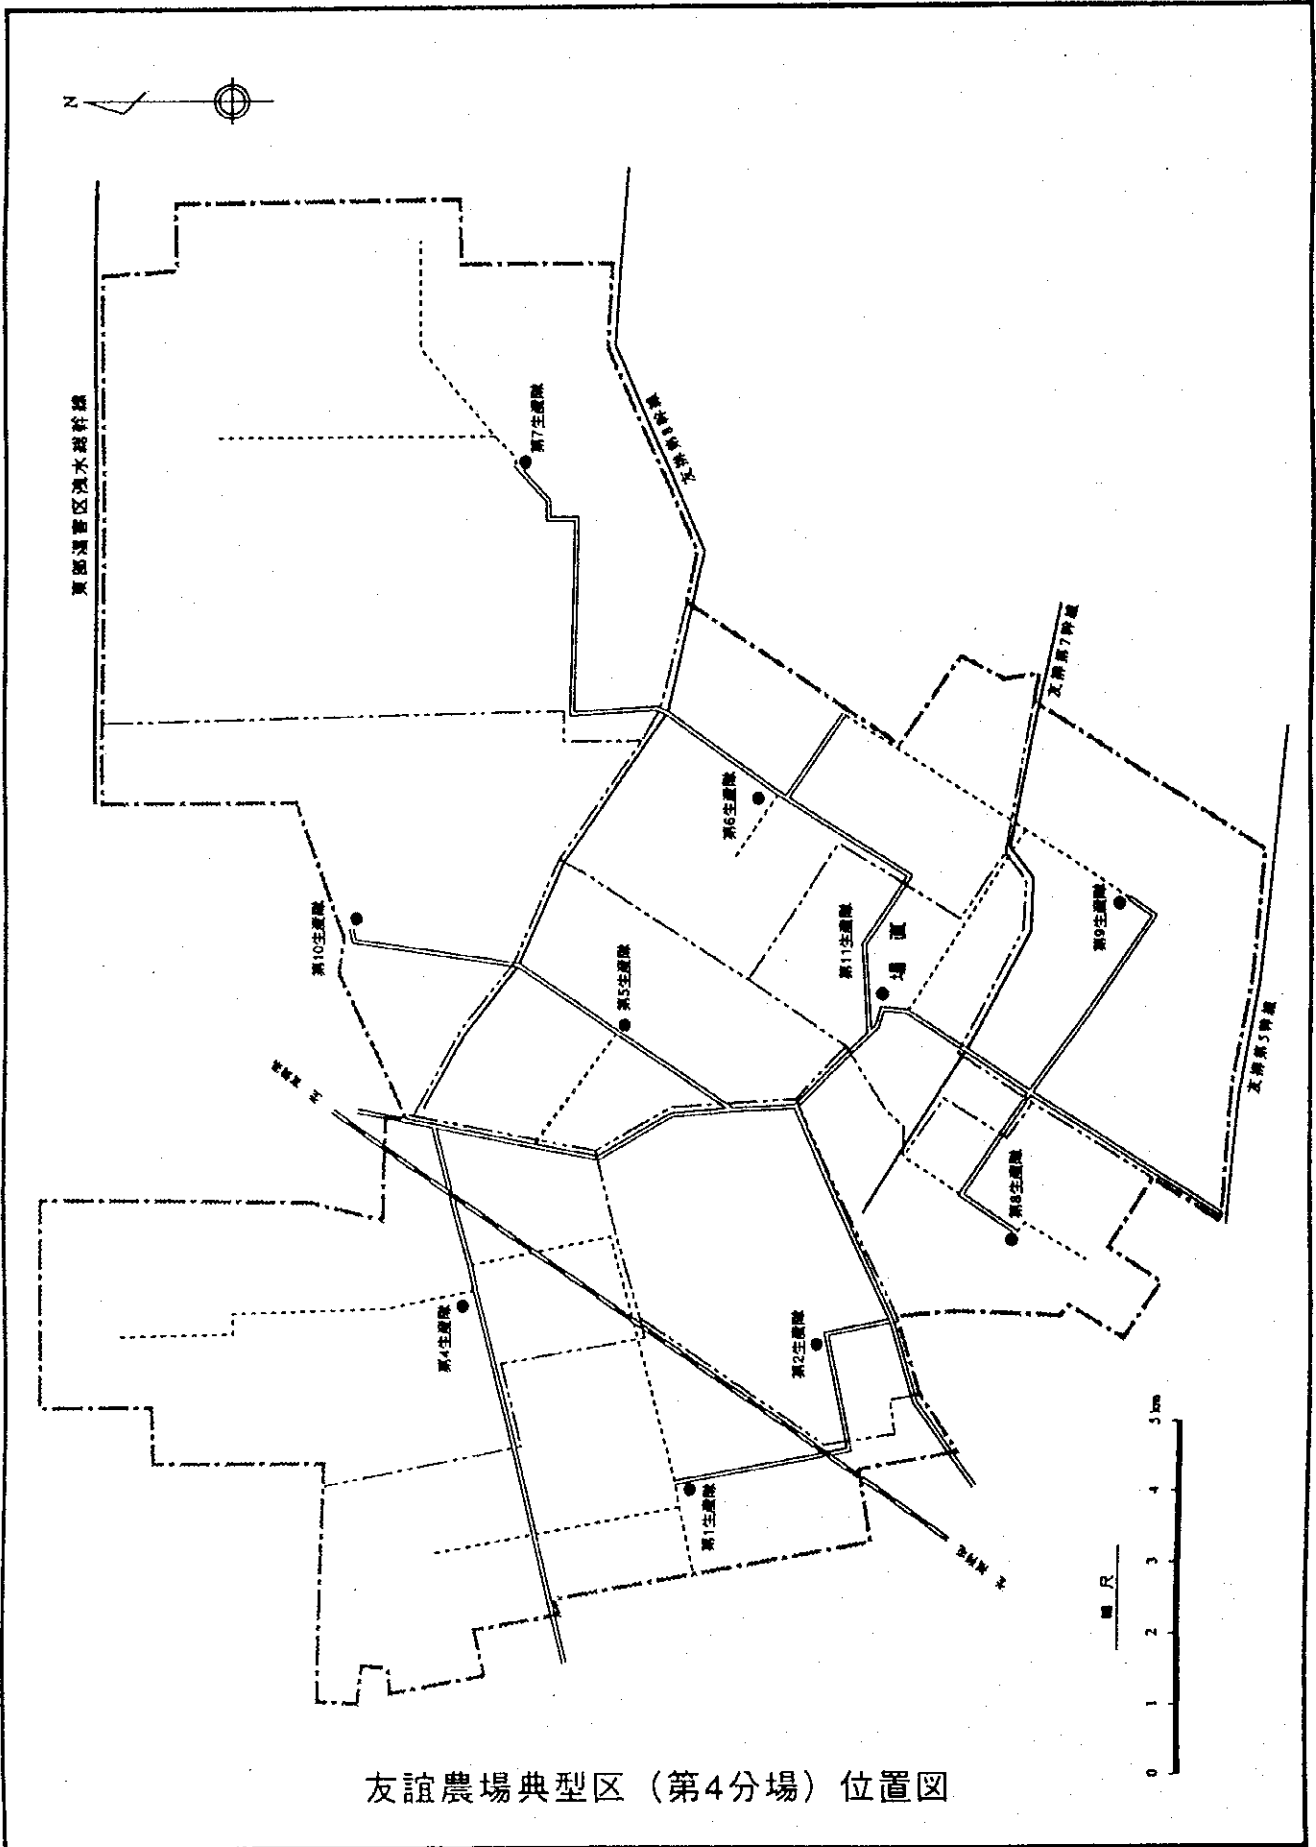 N
東部澇害区洩水総幹線
第7生産隊
友排第8幹線
第10生産隊
第6生産隊
友排第7幹線
第5生産隊
第11生産隊
場直
第9生産隊
友排第5幹線
第4生産隊
第2生産隊
第8生産隊
第1生産隊
縮尺
0 1 2 3 4 5km
友誼農場典型区（第4分場）位置図